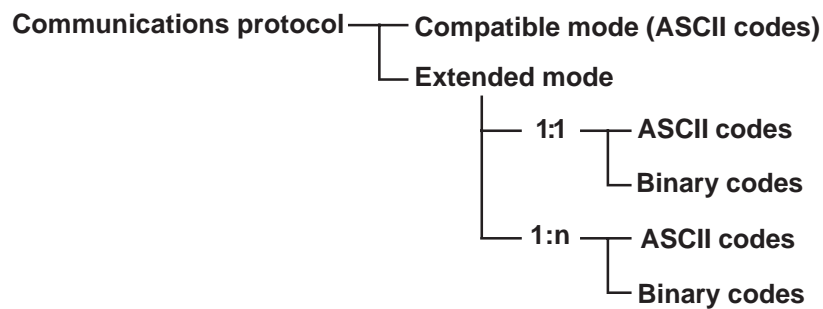 Communications protocol Compatible mode (ASCII codes)
Extended mode
1:1 ASCII codes
Binary codes
1:n ASCII codes
Binary codes